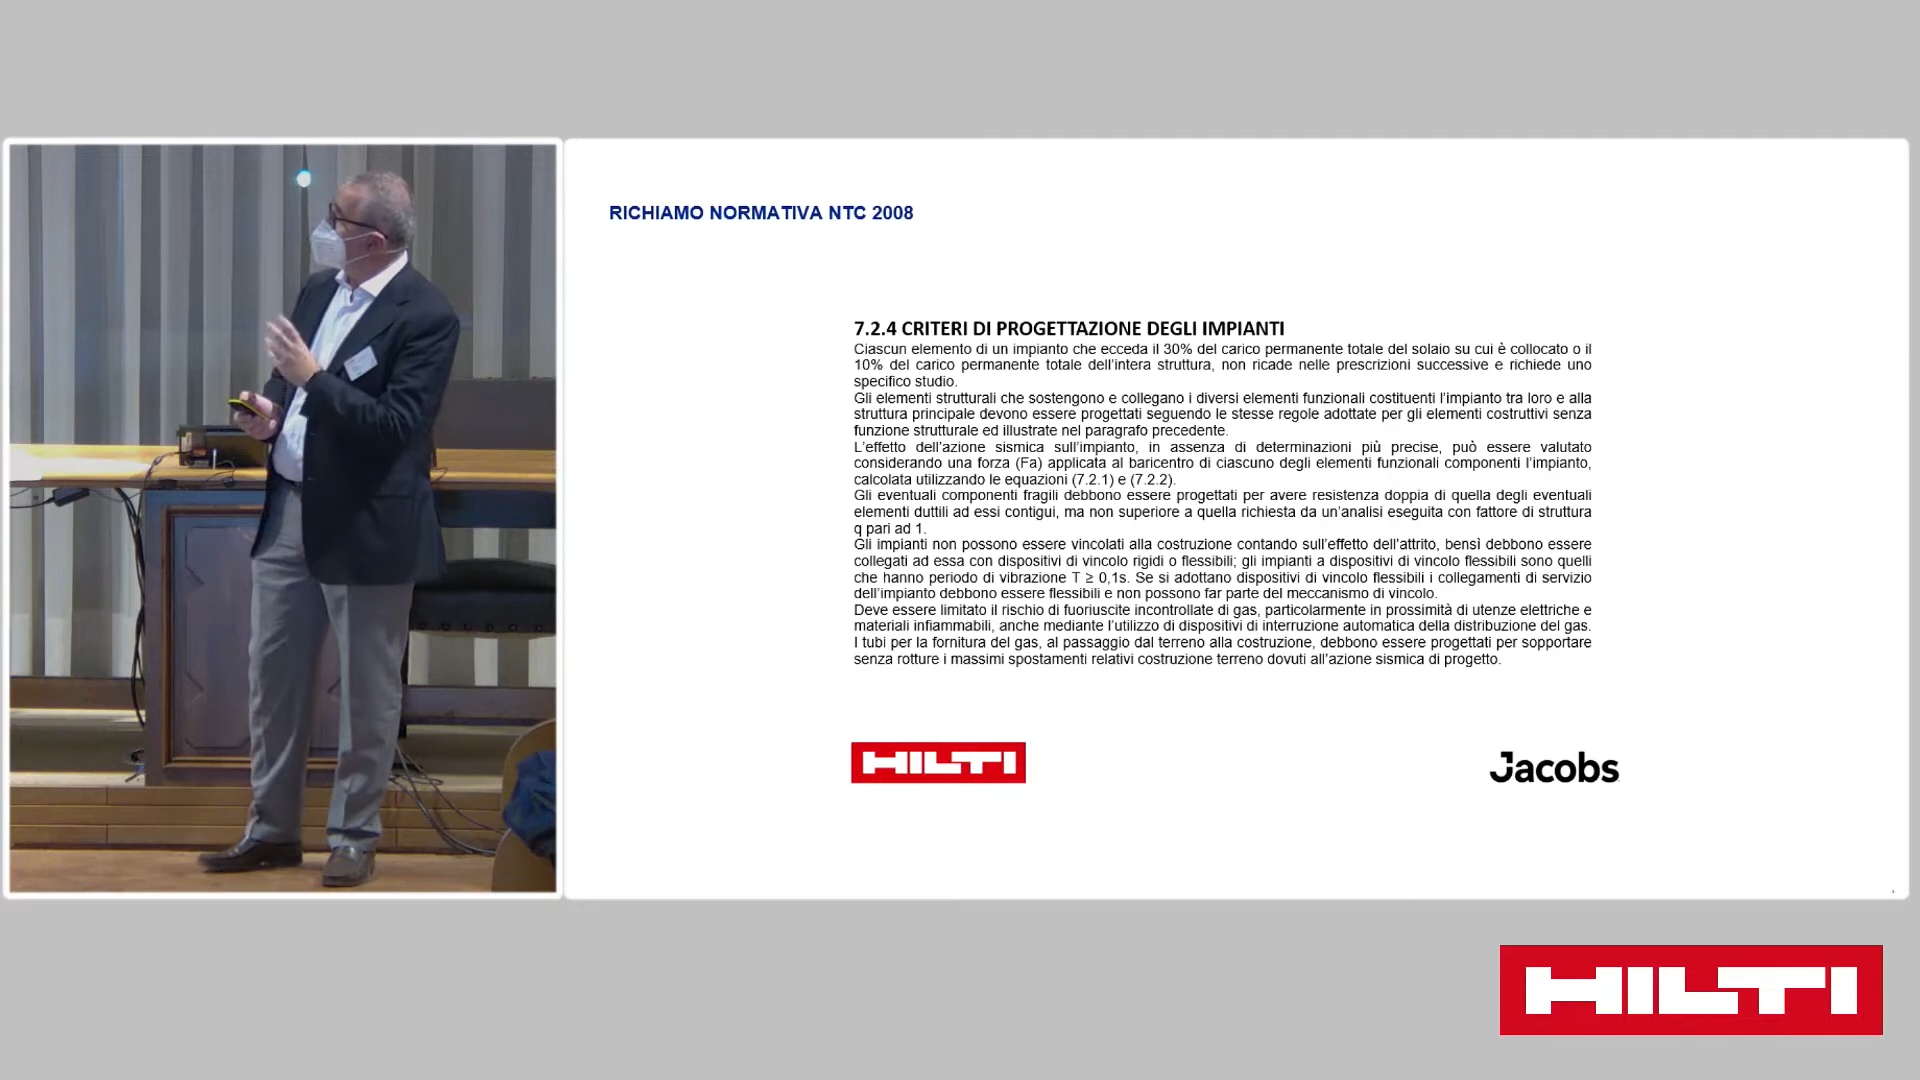 RICHIAMO NORMATIVA NTC 2008
7.2.4 CRITERI DI PROGETTAZIONE DEGLI IMPIANTI
Ciascun elemento di un impianto che ecceda il 30% del carico permanente totale del solaio su cui è collocato o il
10% del carico permanente totale dell’intera struttura, non ricade nelle prescrizioni successive e richiede uno
specifico studio.
Gli elementi strutturali che sostengono e collegano i diversi elementi funzionali costituenti l’impianto tra loro e alla
struttura principale devono essere progettati seguendo le stesse regole adottate per gli elementi costruttivi senza
funzione strutturale ed illustrate nel paragrafo precedente.
L’effetto dell’azione sismica sull’impianto, in assenza di determinazioni più precise, può essere valutato
considerando una forza (Fa) applicata al baricentro di ciascuno degli elementi funzionali componenti l’impianto,
calcolata utilizzando le equazioni (7.2.1) e (7.2.2).
Gli eventuali componenti fragili debbono essere progettati per avere resistenza doppia di quella degli eventuali
elementi duttili ad essi contigui, ma non superiore a quella richiesta da un’analisi eseguita con fattore di struttura
q pari ad 1.
Gli impianti non possono essere vincolati alla costruzione contando sull’effetto dell’attrito, bensì debbono essere
collegati ad essa con dispositivi di vincolo rigidi o flessibili; gli impianti a dispositivi di vincolo flessibili sono quelli
che hanno periodo di vibrazione T ≥ 0,1s. Se si adottano dispositivi di vincolo flessibili i collegamenti di servizio
dell’impianto debbono essere flessibili e non possono far parte del meccanismo di vincolo.
Deve essere limitato il rischio di fuoriuscite incontrollate di gas, particolarmente in prossimità di utenze elettriche e
materiali infiammabili, anche mediante l’utilizzo di dispositivi di interruzione automatica della distribuzione del gas.
I tubi per la fornitura del gas, al passaggio dal terreno alla costruzione, debbono essere progettati per sopportare
senza rotture i massimi spostamenti relativi costruzione terreno dovuti all’azione sismica di progetto.
HILTI
Jacobs
HILTI